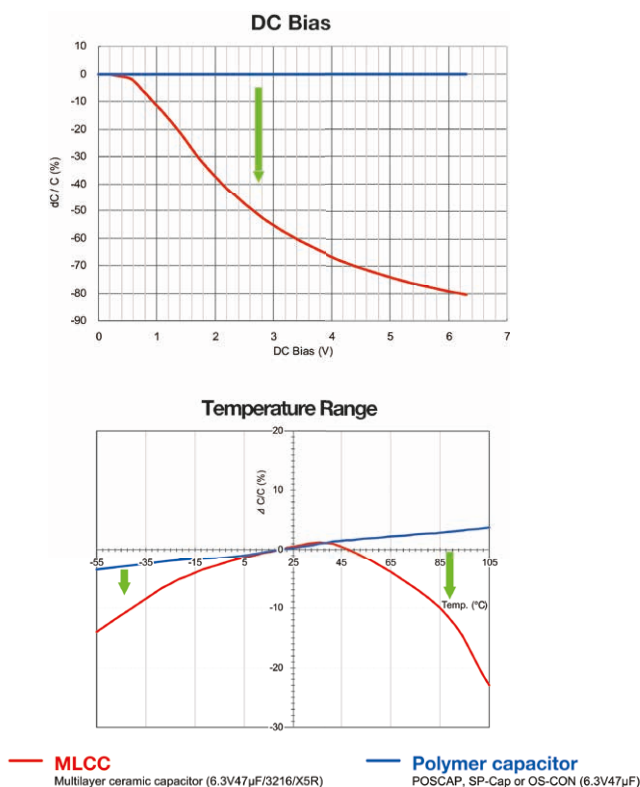 DC Bias
10
0
-10
-20
-30
-40
-50
-60
-70
-80
-90
dC / C (%)
0 1 2 3 4 5 6 7
DC Bias (V)
Temperature Range
20
10
0
-10
-20
-30
Δ C/C (%)
-55 -35 -15 5 25 45 65 85 105
Temp. (°C)
MLCC
Multilayer ceramic capacitor (6.3V47µF/3216/X5R)
Polymer capacitor
POSCAP, SP-Cap or OS-CON (6.3V47µF)